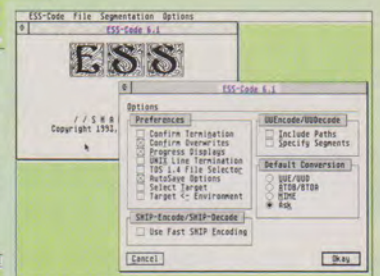 ESS-Code File Segmentation Options
ESS-Code 6.1
ESS
Copyright 1992,
ESS-Code 6.1
Options
Preferences
Confirm Termination
Confirm Overwrites
Progress Displays
UNIX Line Termination
TOS 1.4 File Selector
AutoSave Options
Select Target
Target <- Environment
SHIP-Encode/SHIP-Decode
Use Fast SHIP Encoding
UUEncode/UUDecode
Include Paths
Specify Segments
Default Conversion
UUE/UUD
BTOA/ATOB
MIME
Ask
Cancel
Okay